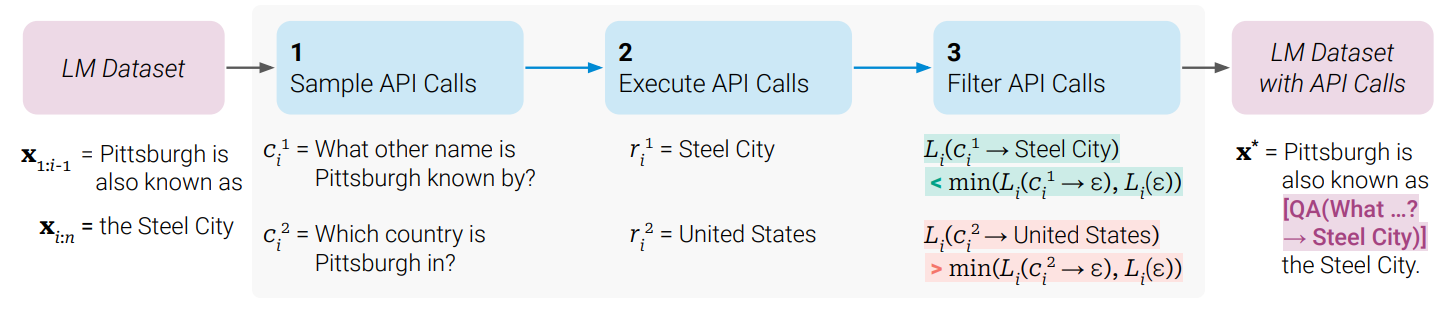 LM Dataset
x1:i-1 = Pittsburgh is
also known as
xi:n = the Steel City
1
Sample API Calls
ci1 = What other name is
Pittsburgh known by?
ci2 = Which country is
Pittsburgh in?
2
Execute API Calls
ri1 = Steel City
ri2 = United States
3
Filter API Calls
Li(ci1 → Steel City)
< min(Li(ci1 → ε), Li(ε))
Li(ci2 → United States)
> min(Li(ci2 → ε), Li(ε))
LM Dataset
with API Calls
x* = Pittsburgh is
also known as
[QA(What ...?
→ Steel City)]
the Steel City.